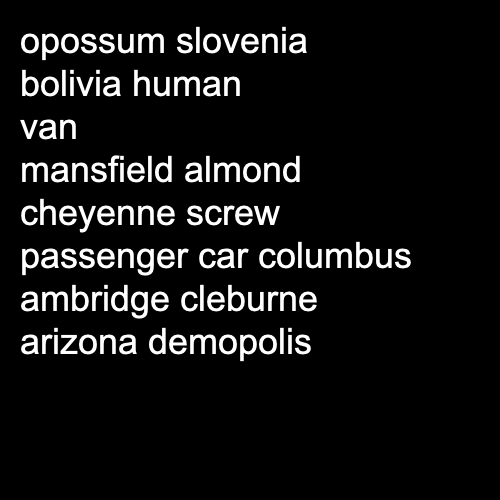 opossum slovenia
bolivia human
van
mansfield almond
cheyenne screw
passenger car columbus
ambridge cleburne
arizona demopolis